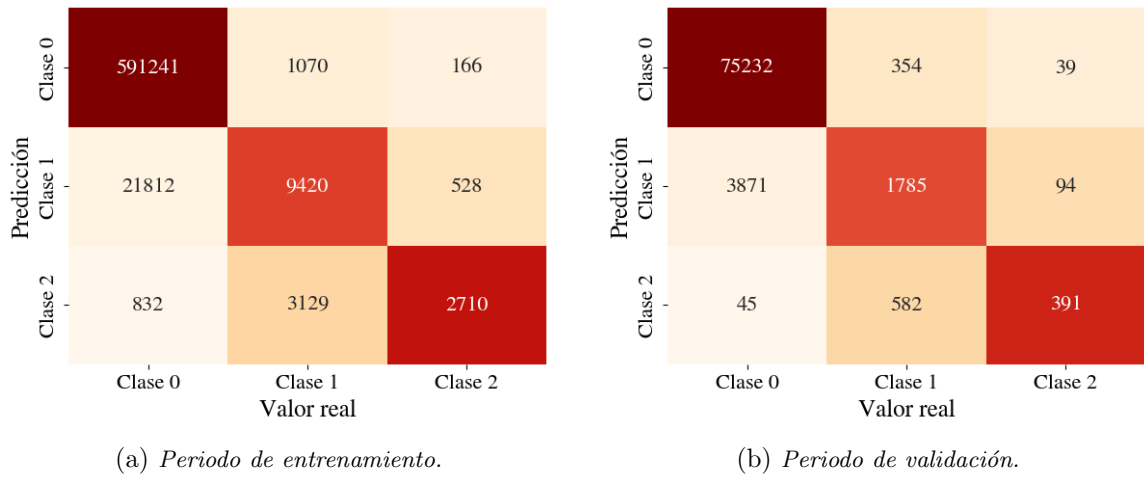 Predicción
Clase 0
591241 1070 166
Clase 1
21812 9420 528
Clase 2
832 3129 2710
Clase 0 Clase 1 Clase 2
Valor real
(a) Periodo de entrenamiento.
Predicción
Clase 0
75232 354 39
Clase 1
3871 1785 94
Clase 2
45 582 391
Clase 0 Clase 1 Clase 2
Valor real
(b) Periodo de validación.